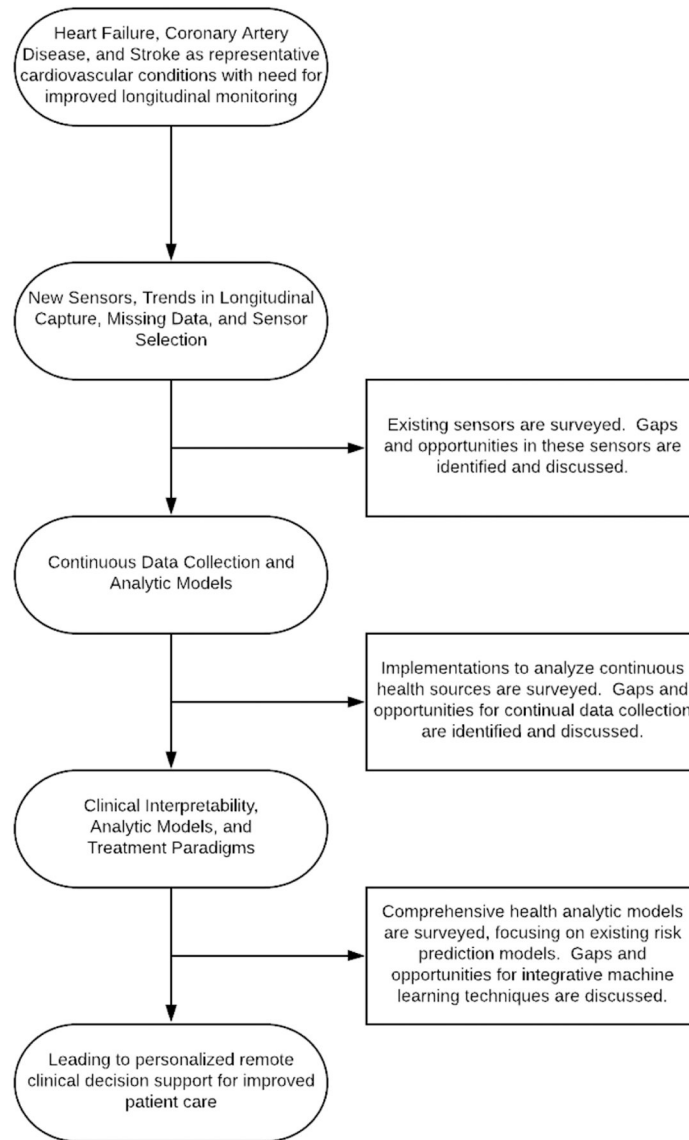 Heart Failure, Coronary Artery
Disease, and Stroke as representative
cardiovascular conditions with need for
improved longitudinal monitoring
New Sensors, Trends in Longitudinal
Capture, Missing Data, and Sensor
Selection
Existing sensors are surveyed. Gaps
and opportunities in these sensors are
identified and discussed.
Continuous Data Collection and
Analytic Models
Implementations to analyze continuous
health sources are surveyed. Gaps and
opportunities for continual data collection
are identified and discussed.
Clinical Interpretability,
Analytic Models, and
Treatment Paradigms
Comprehensive health analytic models
are surveyed, focusing on existing risk
prediction models. Gaps and
opportunities for integrative machine
learning techniques are discussed.
Leading to personalized remote
clinical decision support for improved
patient care